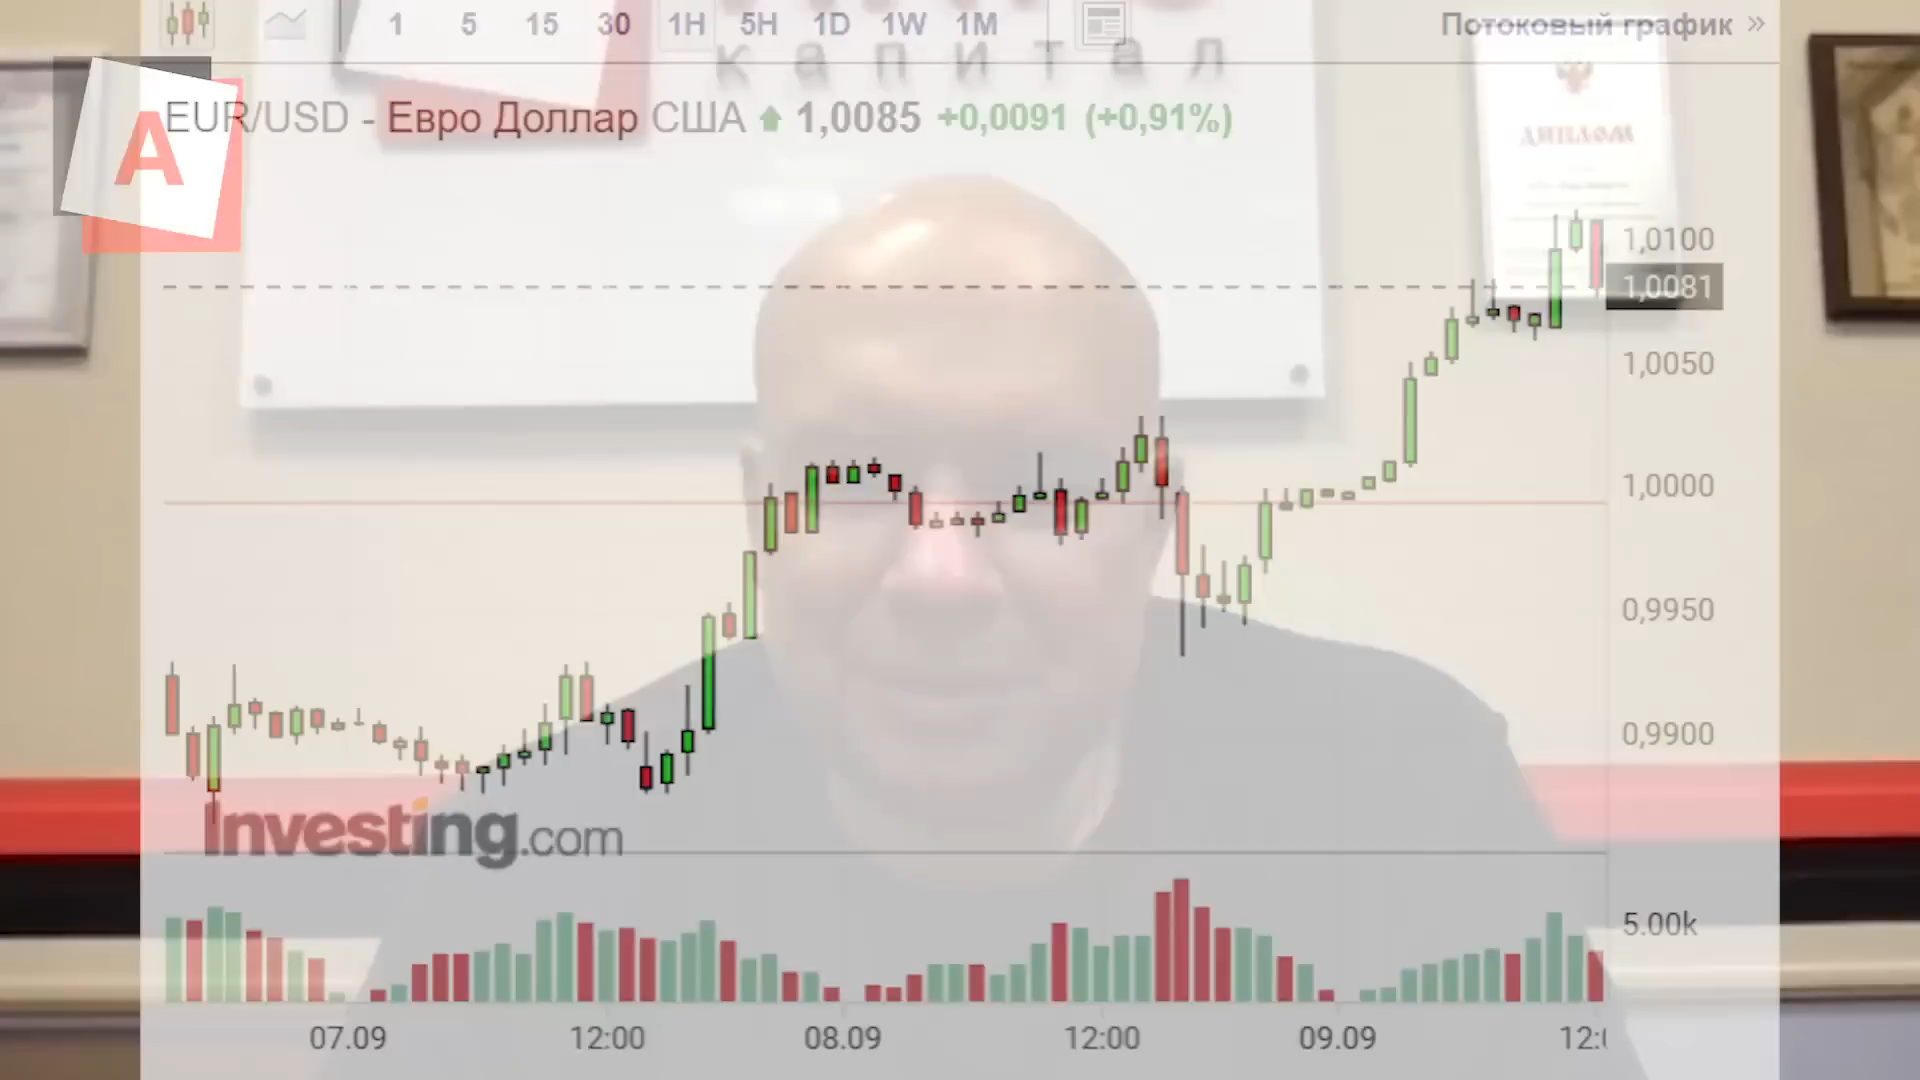 1 5 15 30 1H 5H 1D 1W 1M Потоковый график »
капитал
A
EUR/USD - Евро Доллар США 1,0085 +0,0091 (+0,91%)
ДИПЛОМ
1,0100
1,0081
1,0050
1,0000
0,9950
0,9900
Investing.com
5.00k
07.09 12:00 08.09 12:00 09.09